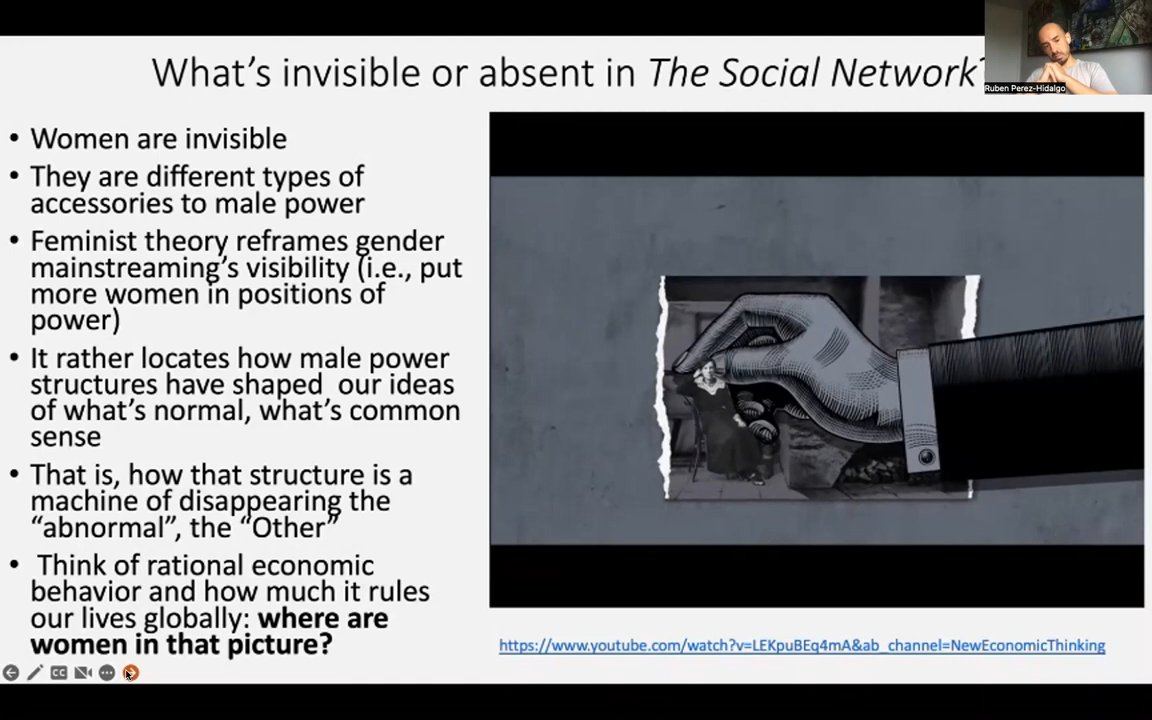 What's invisible or absent in The Social Network?
Ruben Perez-Hidalgo
• Women are invisible
• They are different types of
accessories to male power
• Feminist theory reframes gender
mainstreaming's visibility (i.e., put
more women in positions of
power)
• It rather locates how male power
structures have shaped  our ideas
of what's normal, what's common
sense
• That is, how that structure is a
machine of disappearing the
“abnormal”, the “Other”
•  Think of rational economic
behavior and how much it rules
our lives globally: where are
women in that picture?
https://www.youtube.com/watch?v=LEKpuBEq4mA&ab_channel=NewEconomicThinking
CC